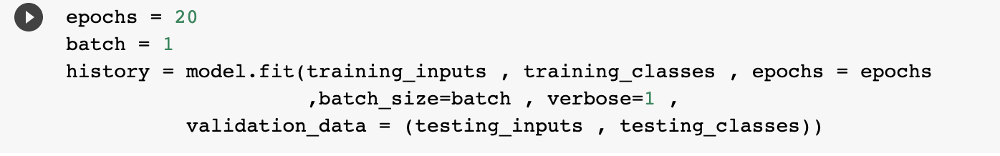 epochs = 20
batch = 1
history = model.fit(training_inputs , training_classes , epochs = epochs
,batch_size=batch , verbose=1 ,
validation_data = (testing_inputs , testing_classes))